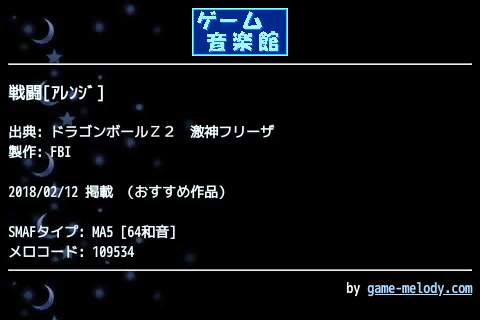 ゲーム
音楽館
戦闘[ｱﾚﾝｼﾞ]
出典: ドラゴンボールＺ２　激神フリーザ
製作: FBI
2018/02/12 掲載　(おすすめ作品)
SMAFタイプ: MA5 [64和音]
メロコード: 109534
by game-melody.com